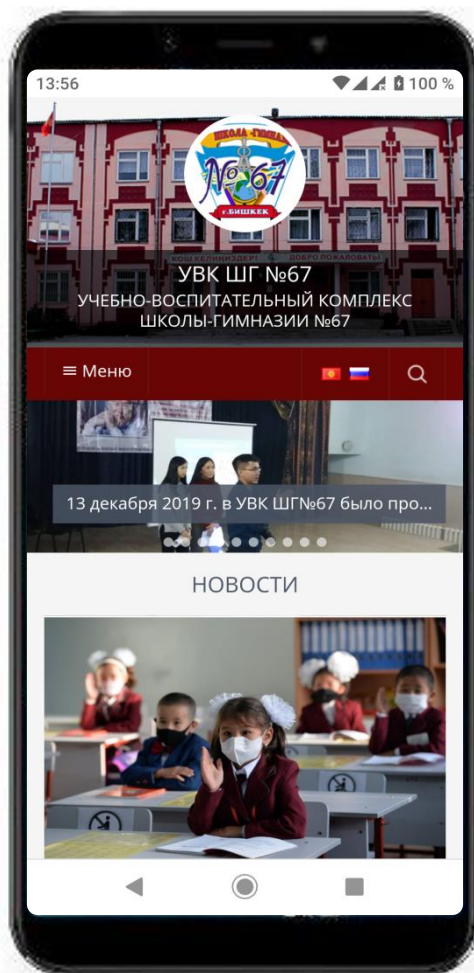 13:56
100 %
ШКОЛА-ГИМНАЗ
№67
г.БИШКЕК
КОШ КЕЛИҢИЗДЕР! ДОБРО ПОЖАЛОВАТЬ!
УВК ШГ №67
УЧЕБНО-ВОСПИТАТЕЛЬНЫЙ КОМПЛЕКС
ШКОЛЫ-ГИМНАЗИИ №67
≡ Меню
13 декабря 2019 г. в УВК ШГ№67 было про...
НОВОСТИ